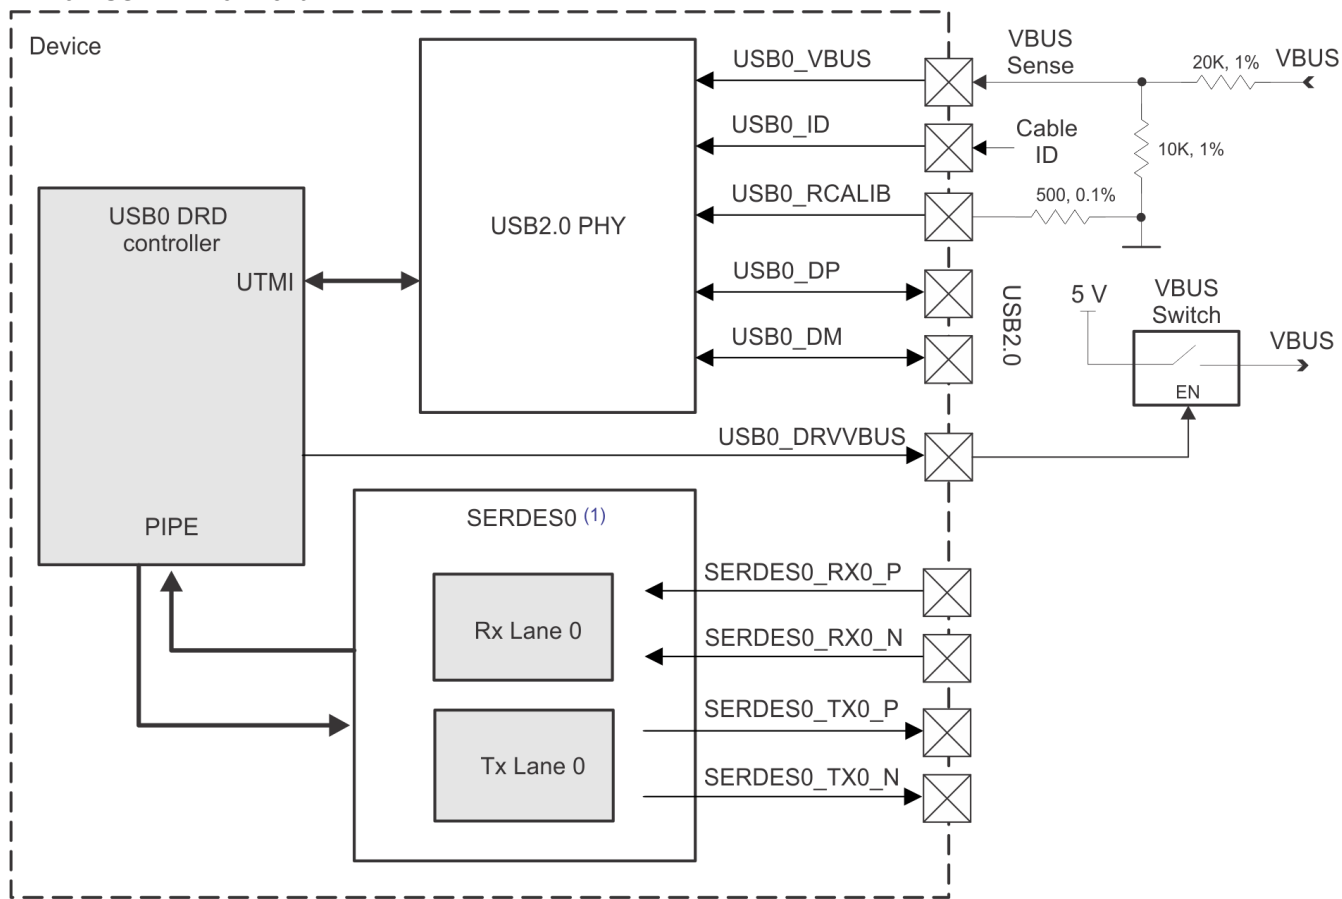 Device
USB0_VBUS
VBUS
Sense
20K, 1%
VBUS
USB0_ID
Cable
ID
10K, 1%
USB0_RCALIB
500, 0.1%
USB0 DRD
controller
USB2.0 PHY
UTMI
USB0_DP
USB0_DM
USB2.0
5 V
VBUS
Switch
VBUS
EN
USB0_DRVVBUS
PIPE
SERDES0 (1)
SERDES0_RX0_P
Rx Lane 0
SERDES0_RX0_N
SERDES0_TX0_P
Tx Lane 0
SERDES0_TX0_N